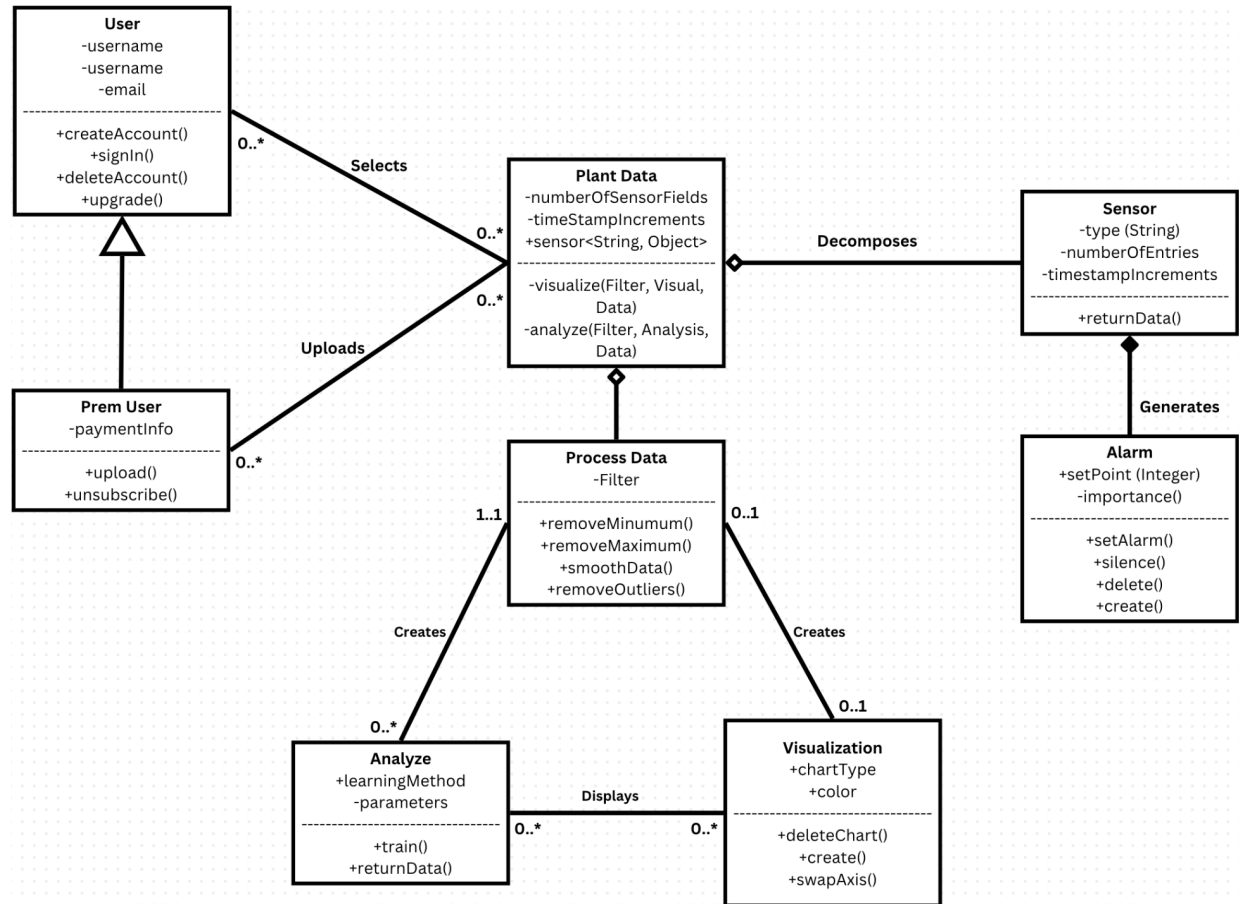 User
-username
-username
-email
+createAccount()
+signIn()
+deleteAccount()
+upgrade()
0..*
Selects
0..*
Plant Data
-numberOfSensorFields
-timeStampIncrements
+sensor<String, Object>
-visualize(Filter, Visual,
Data)
-analyze(Filter, Analysis,
Data)
Decomposes
Sensor
-type (String)
-numberOfEntries
-timestampIncrements
+returnData()
0..*
Uploads
0..*
Prem User
-paymentInfo
+upload()
+unsubscribe()
Generates
Alarm
+setPoint (Integer)
-importance()
+setAlarm()
+silence()
+delete()
+create()
Process Data
-Filter
+removeMinumum()
+removeMaximum()
+smoothData()
+removeOutliers()
1..1
Creates
0..*
0..1
Creates
0..1
Analyze
+learningMethod
-parameters
+train()
+returnData()
Displays
0..*
0..*
Visualization
+chartType
+color
+deleteChart()
+create()
+swapAxis()